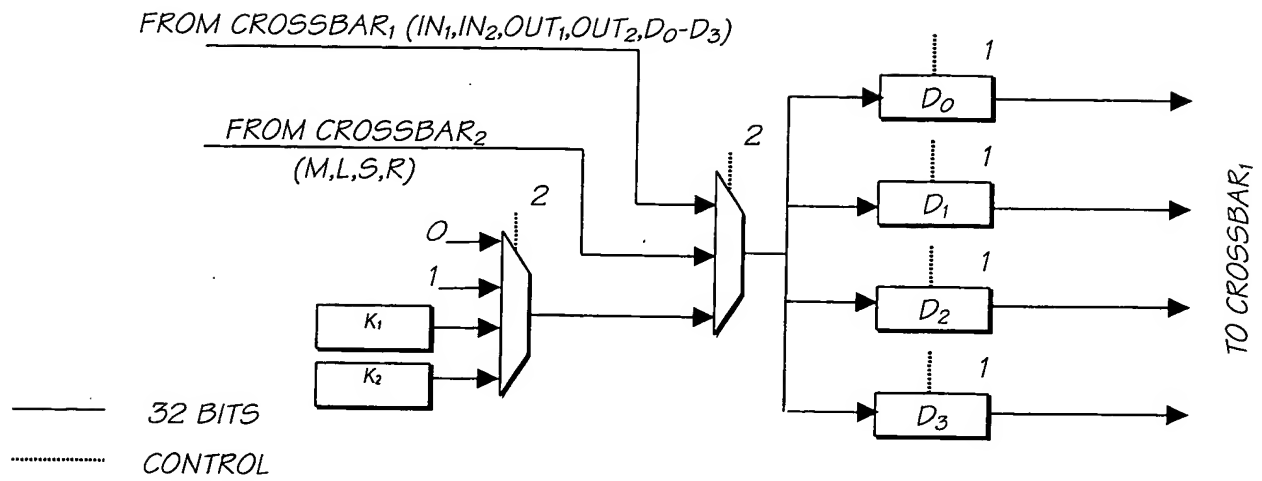 FROM CROSSBAR₁ (IN₁,IN₂,OUT₁,OUT₂,D₀-D₃)
1
D₀
FROM CROSSBAR₂
(M,L,S,R)
2
1
D₁
2
0
1
K₁
K₂
1
D₂
1
D₃
TO CROSSBAR₁
32 BITS
CONTROL